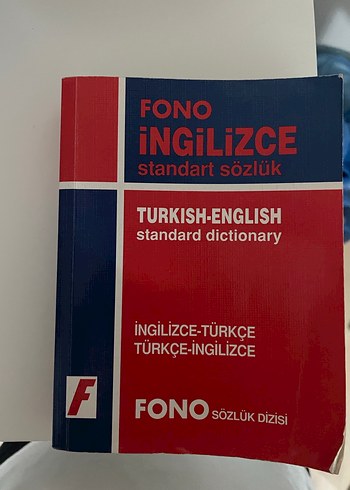 FONO
İNGİLİZCE
standart sözlük
TURKISH-ENGLISH
standard dictionary
İNGİLİZCE-TÜRKÇE
TÜRKÇE-İNGİLİZCE
F
FONO SÖZLÜK DİZİSİ